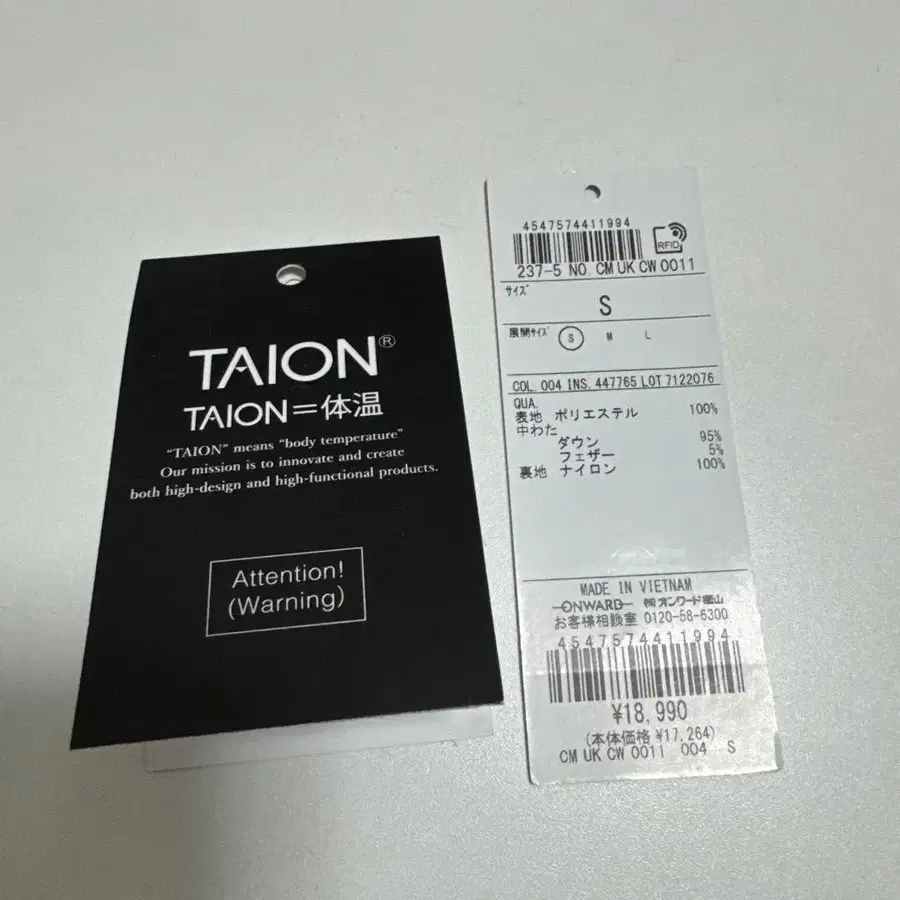 TAION®
TAION=体温
"TAION" means "body temperature"
Our mission is to innovate and create
both high-design and high-functional products.
Attention!
(Warning)
4547574411994
RFID
237-5 NO. CM UK CW 0011
サイズ
S
展開サイズ S M L
COL. 004 INS. 447765 LOT 7122076
QUA.
表地 ポリエステル 100%
中わた
ダウン 95%
フェザー 5%
裏地 ナイロン 100%
MADE IN VIETNAM
ONWARD ㈱オンワード樫山
お客様相談室 0120-58-6300
4547574411994
¥18,990
(本体価格 ¥17,264)
CM UK CW 0011 004 S